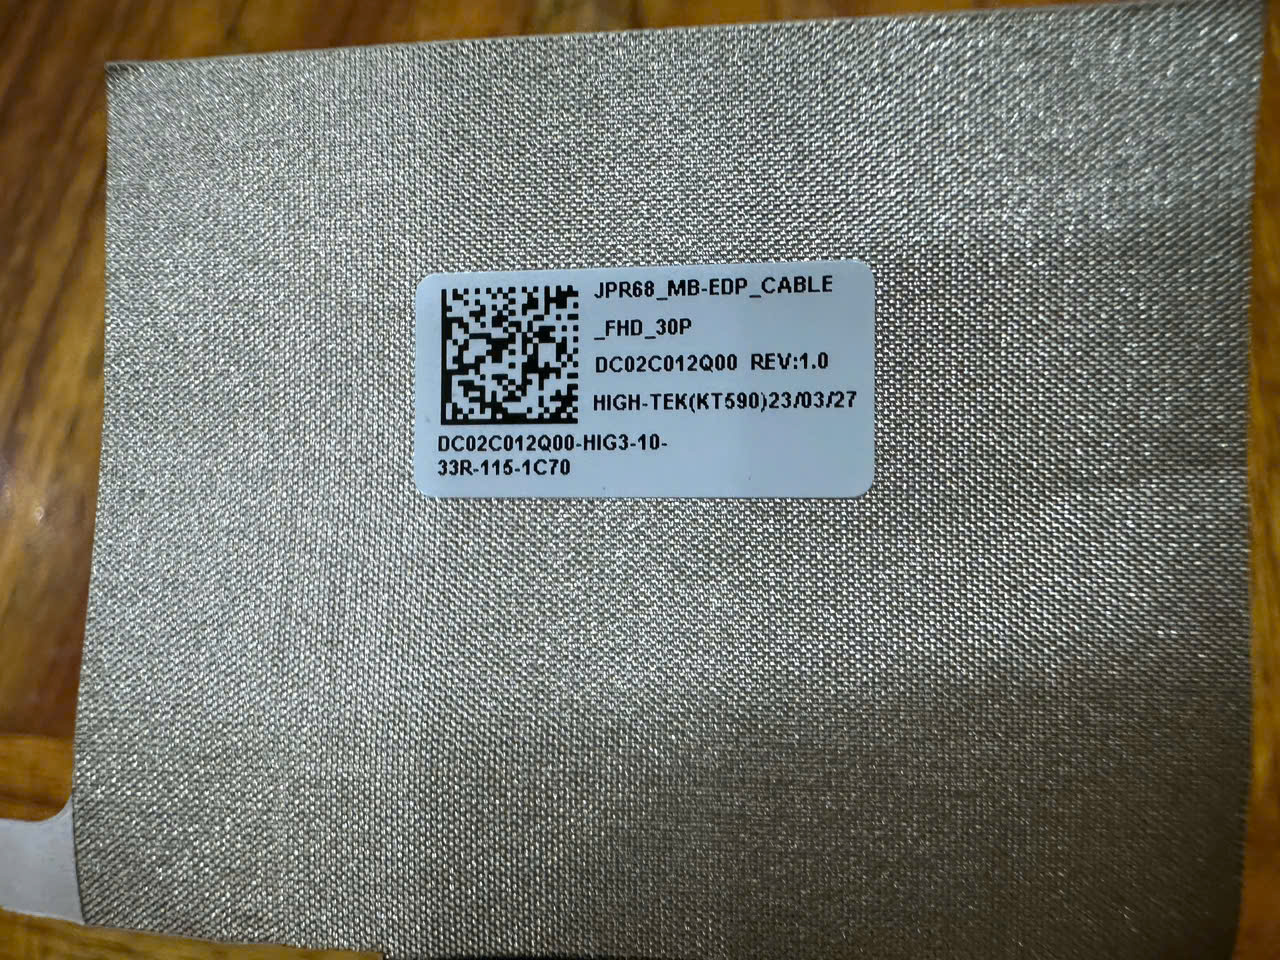 JPR68_MB-EDP_CABLE
_FHD_30P
DC02C012Q00 REV:1.0
HIGH-TEK(KT590)23/03/27
DC02C012Q00-HIG3-10-
33R-115-1C70